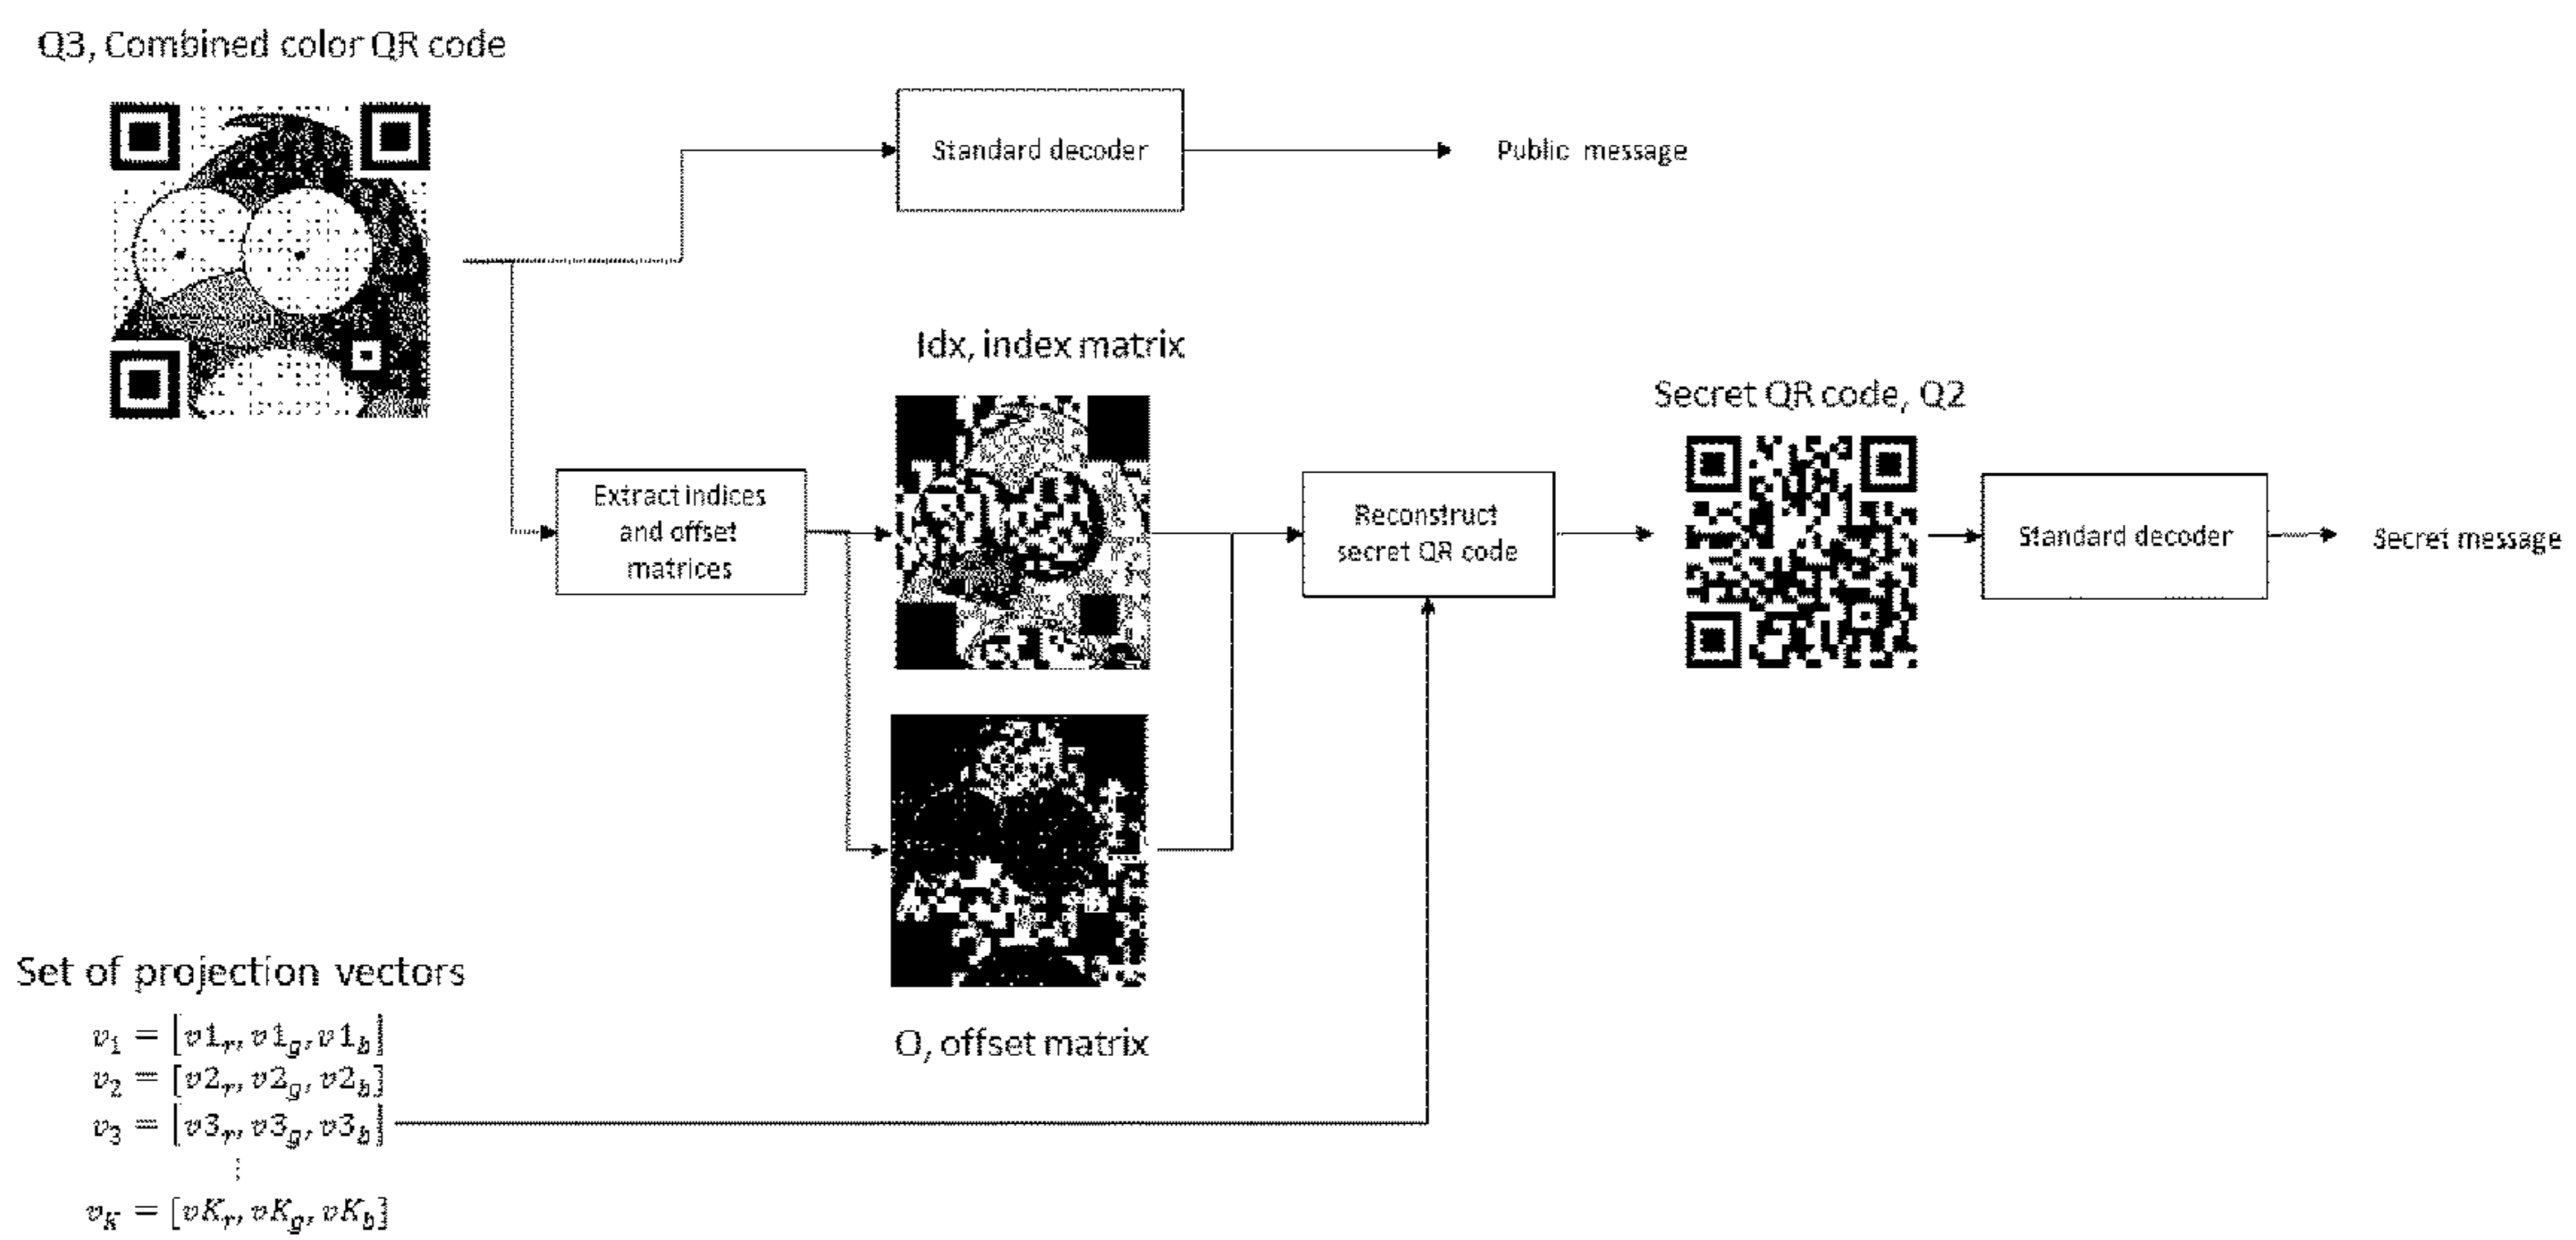 Q3, Combined color QR code
Standard decoder
Public message
Idx, index matrix
Secret QR code, Q2
Extract indices
and offset
matrices
Reconstruct
secret QR code
Standard decoder
Secret message
O, offset matrix
Set of projection vectors
v₁ = [v1ᵣ, v1g, v1b]
v₂ = [v2ᵣ, v2g, v2b]
v₃ = [v3ᵣ, v3g, v3b]
⋮
v_K = [vKᵣ, vKg, vKb]